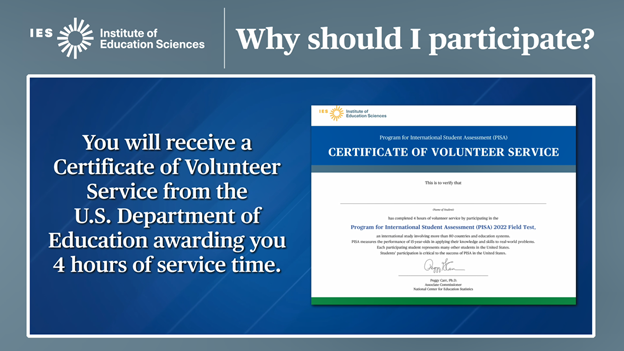 IES Institute of
Education Sciences
Why should I participate?
You will receive a
Certificate of Volunteer
Service from the
U.S. Department of
Education awarding you
4 hours of service time.
IES Institute of
Education Sciences
Program for International Student Assessment (PISA)
CERTIFICATE OF VOLUNTEER SERVICE
This is to verify that
(Name of Student)
has completed 4 hours of volunteer service by participating in the
Program for International Student Assessment (PISA) 2022 Field Test,
an international study involving more than 80 countries and education systems.
PISA measures the performance of 15-year-olds in applying their knowledge and skills to real-world problems.
Each participating student represents many other students in the United States.
Students' participation is critical to the success of PISA in the United States.
Peggy Carr, Ph.D.
Associate Commissioner
National Center for Education Statistics